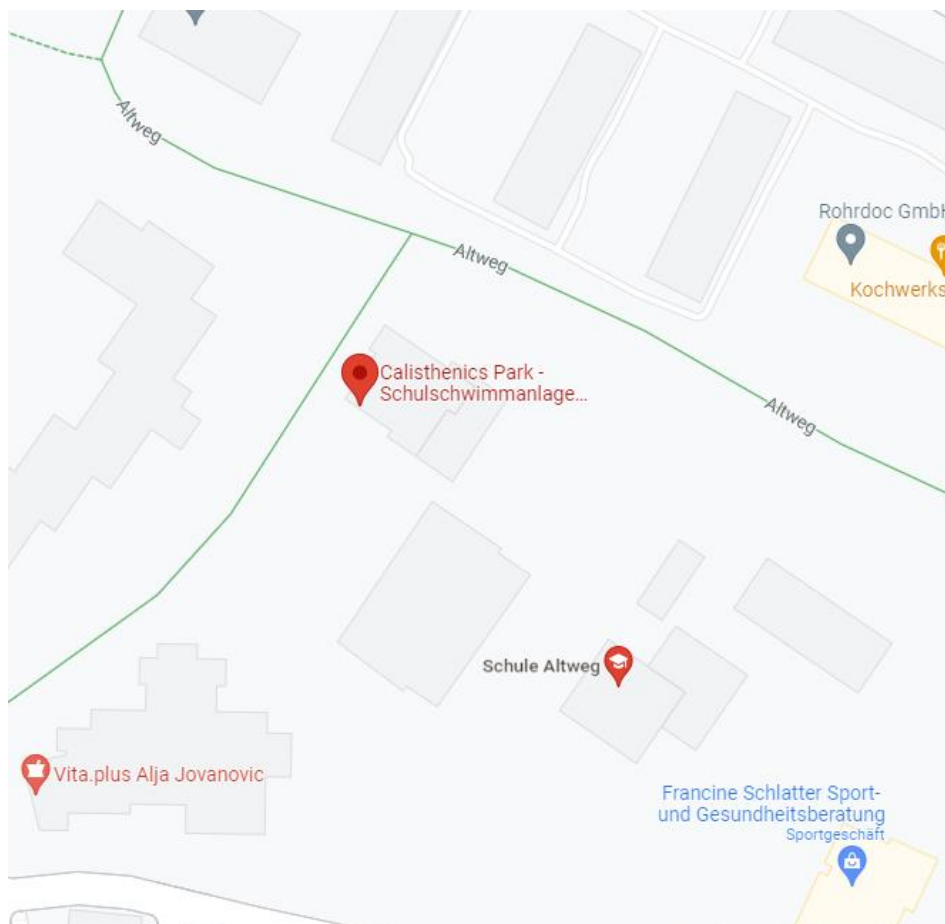 Altweg
Rohrdoc GmbH
Altweg
Kochwerks
Calisthenics Park -
Schulschwimmanlage...
Altweg
Schule Altweg
Vita.plus Alja Jovanovic
Francine Schlatter Sport-
und Gesundheitsberatung
Sportgeschäft